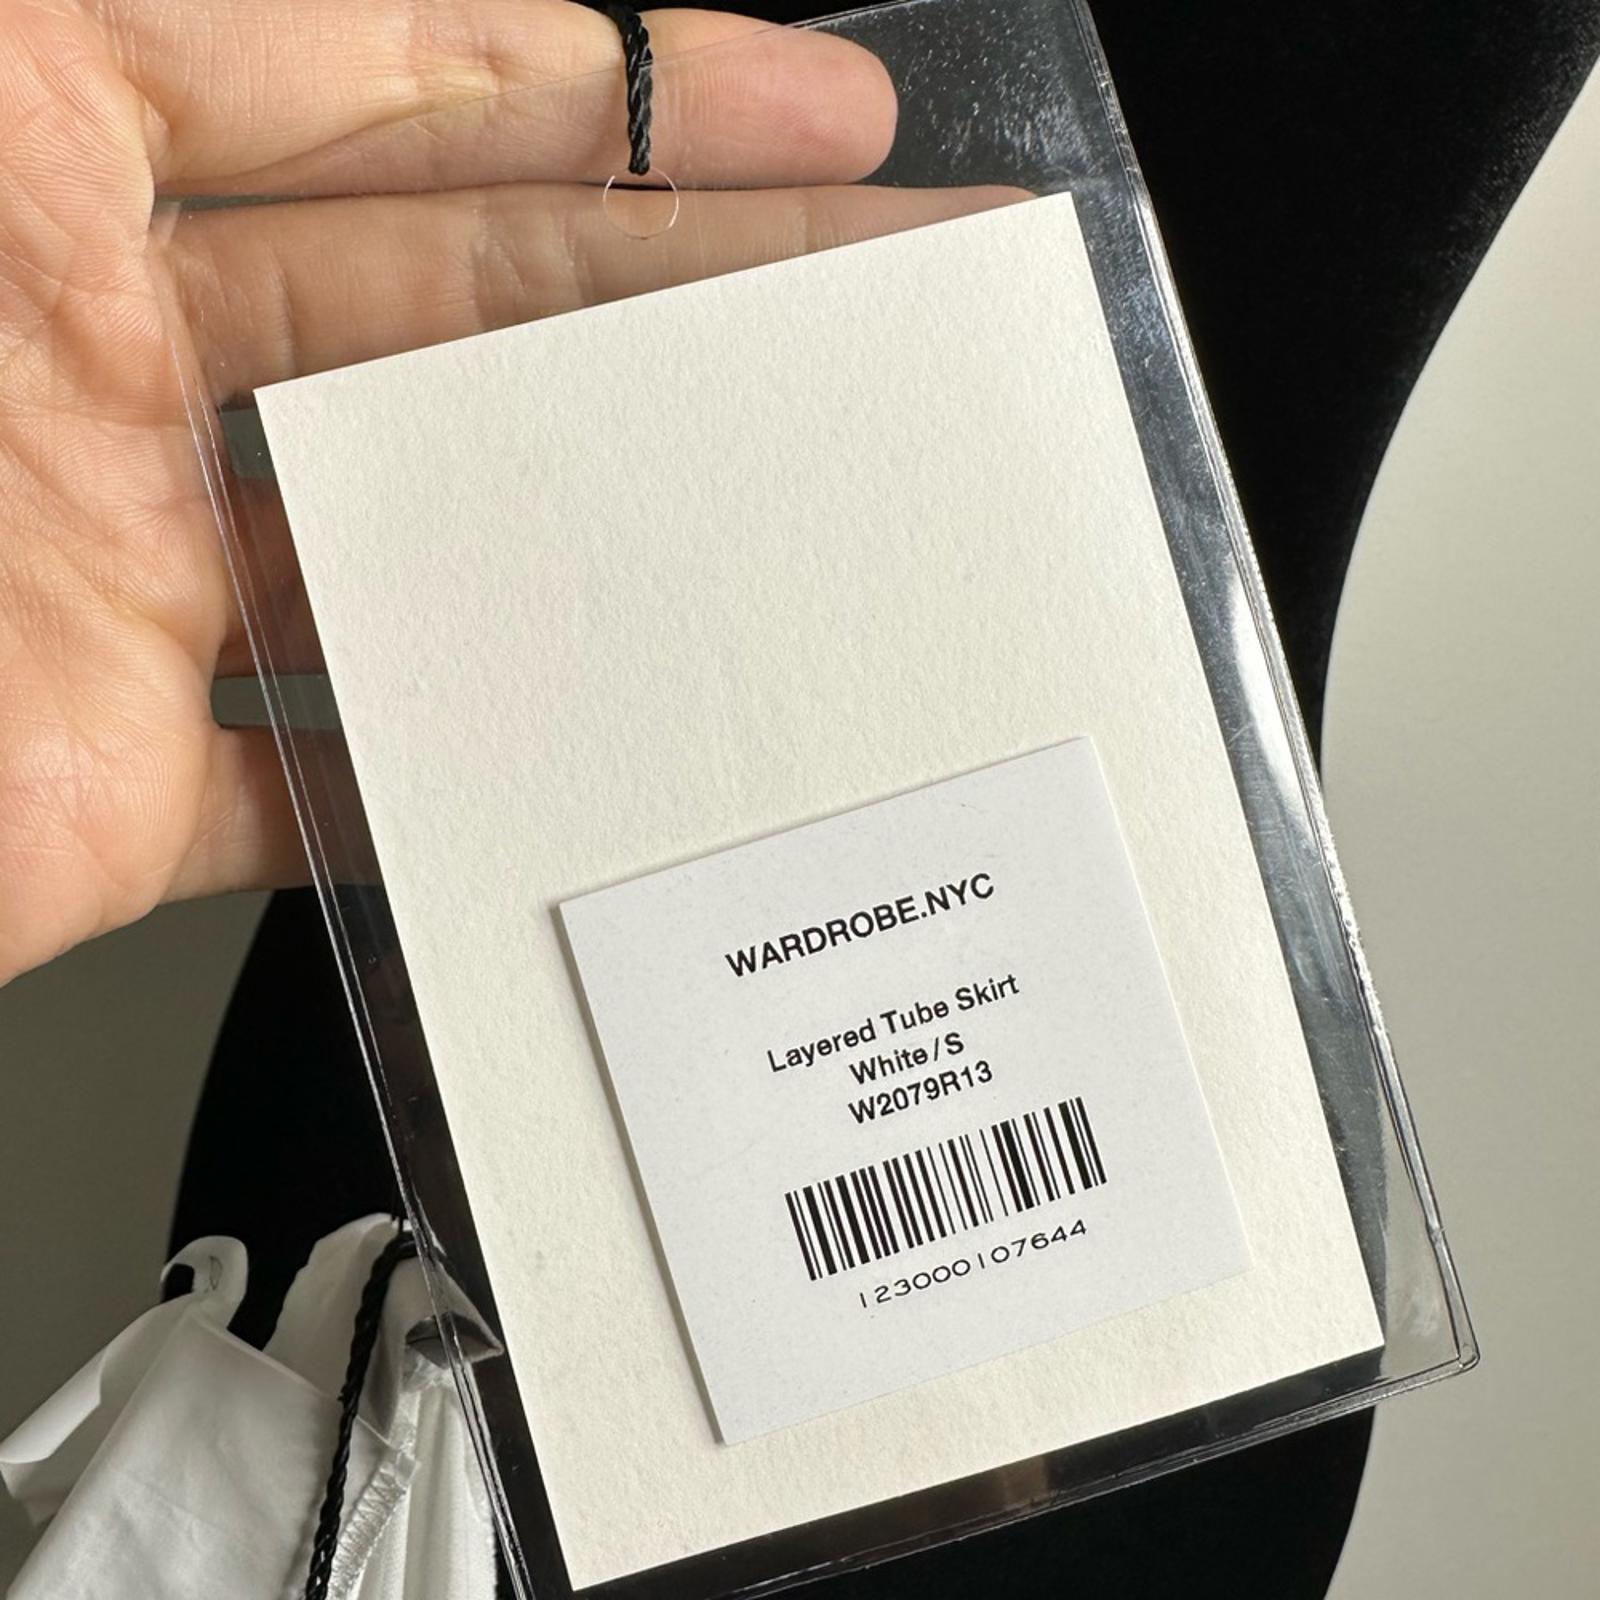 WARDROBE.NYC
Layered Tube Skirt
White/S
W2079R13
123000107644